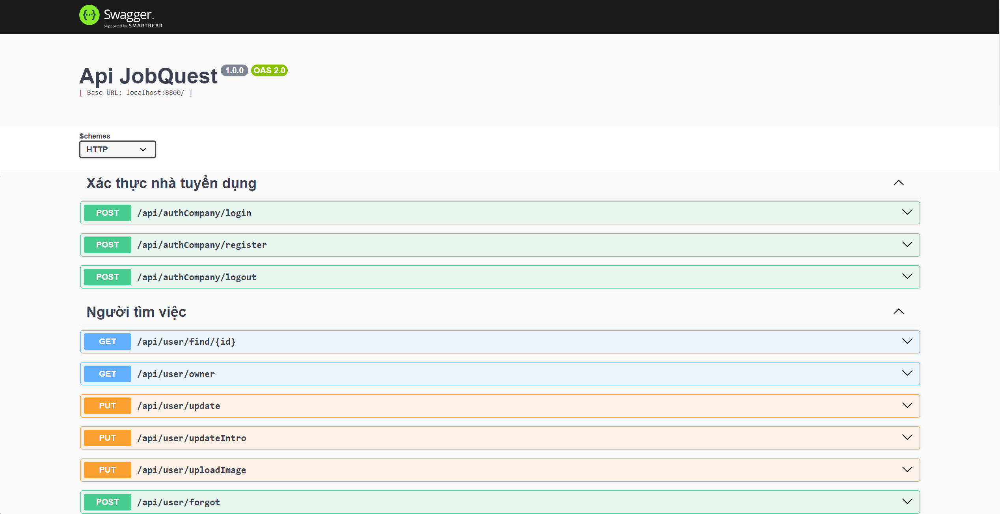 Swagger
Supported by SMARTBEAR
Api JobQuest 1.0.0 OAS 2.0
[ Base URL: localhost:8800/ ]
Schemes
HTTP
Xác thực nhà tuyển dụng
POST /api/authCompany/login
POST /api/authCompany/register
POST /api/authCompany/logout
Người tìm việc
GET /api/user/find/{id}
GET /api/user/owner
PUT /api/user/update
PUT /api/user/updateIntro
PUT /api/user/uploadImage
POST /api/user/forgot